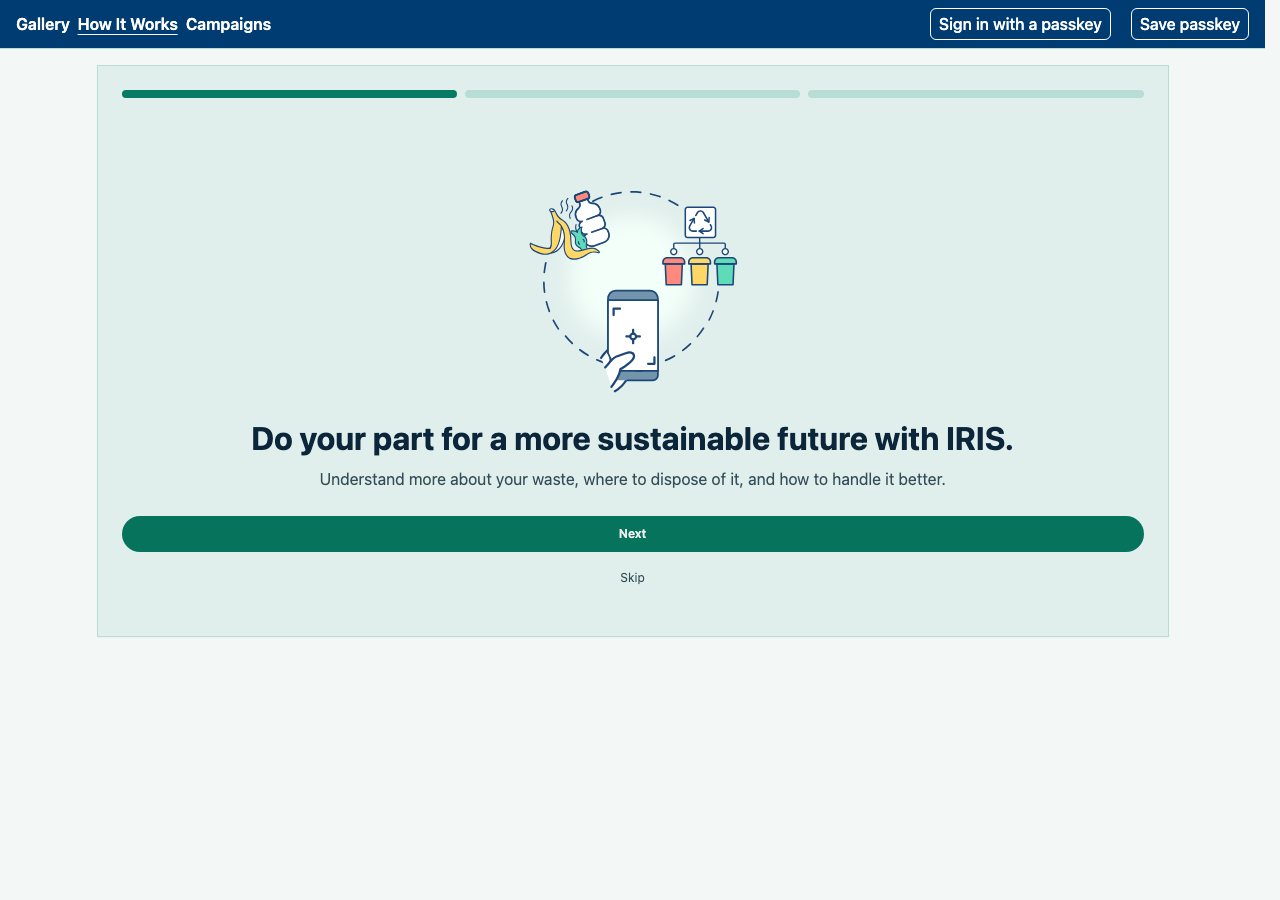 Gallery How It Works Campaigns Sign in with a passkey Save passkey
Do your part for a more sustainable future with IRIS.
Understand more about your waste, where to dispose of it, and how to handle it better.
Next
Skip